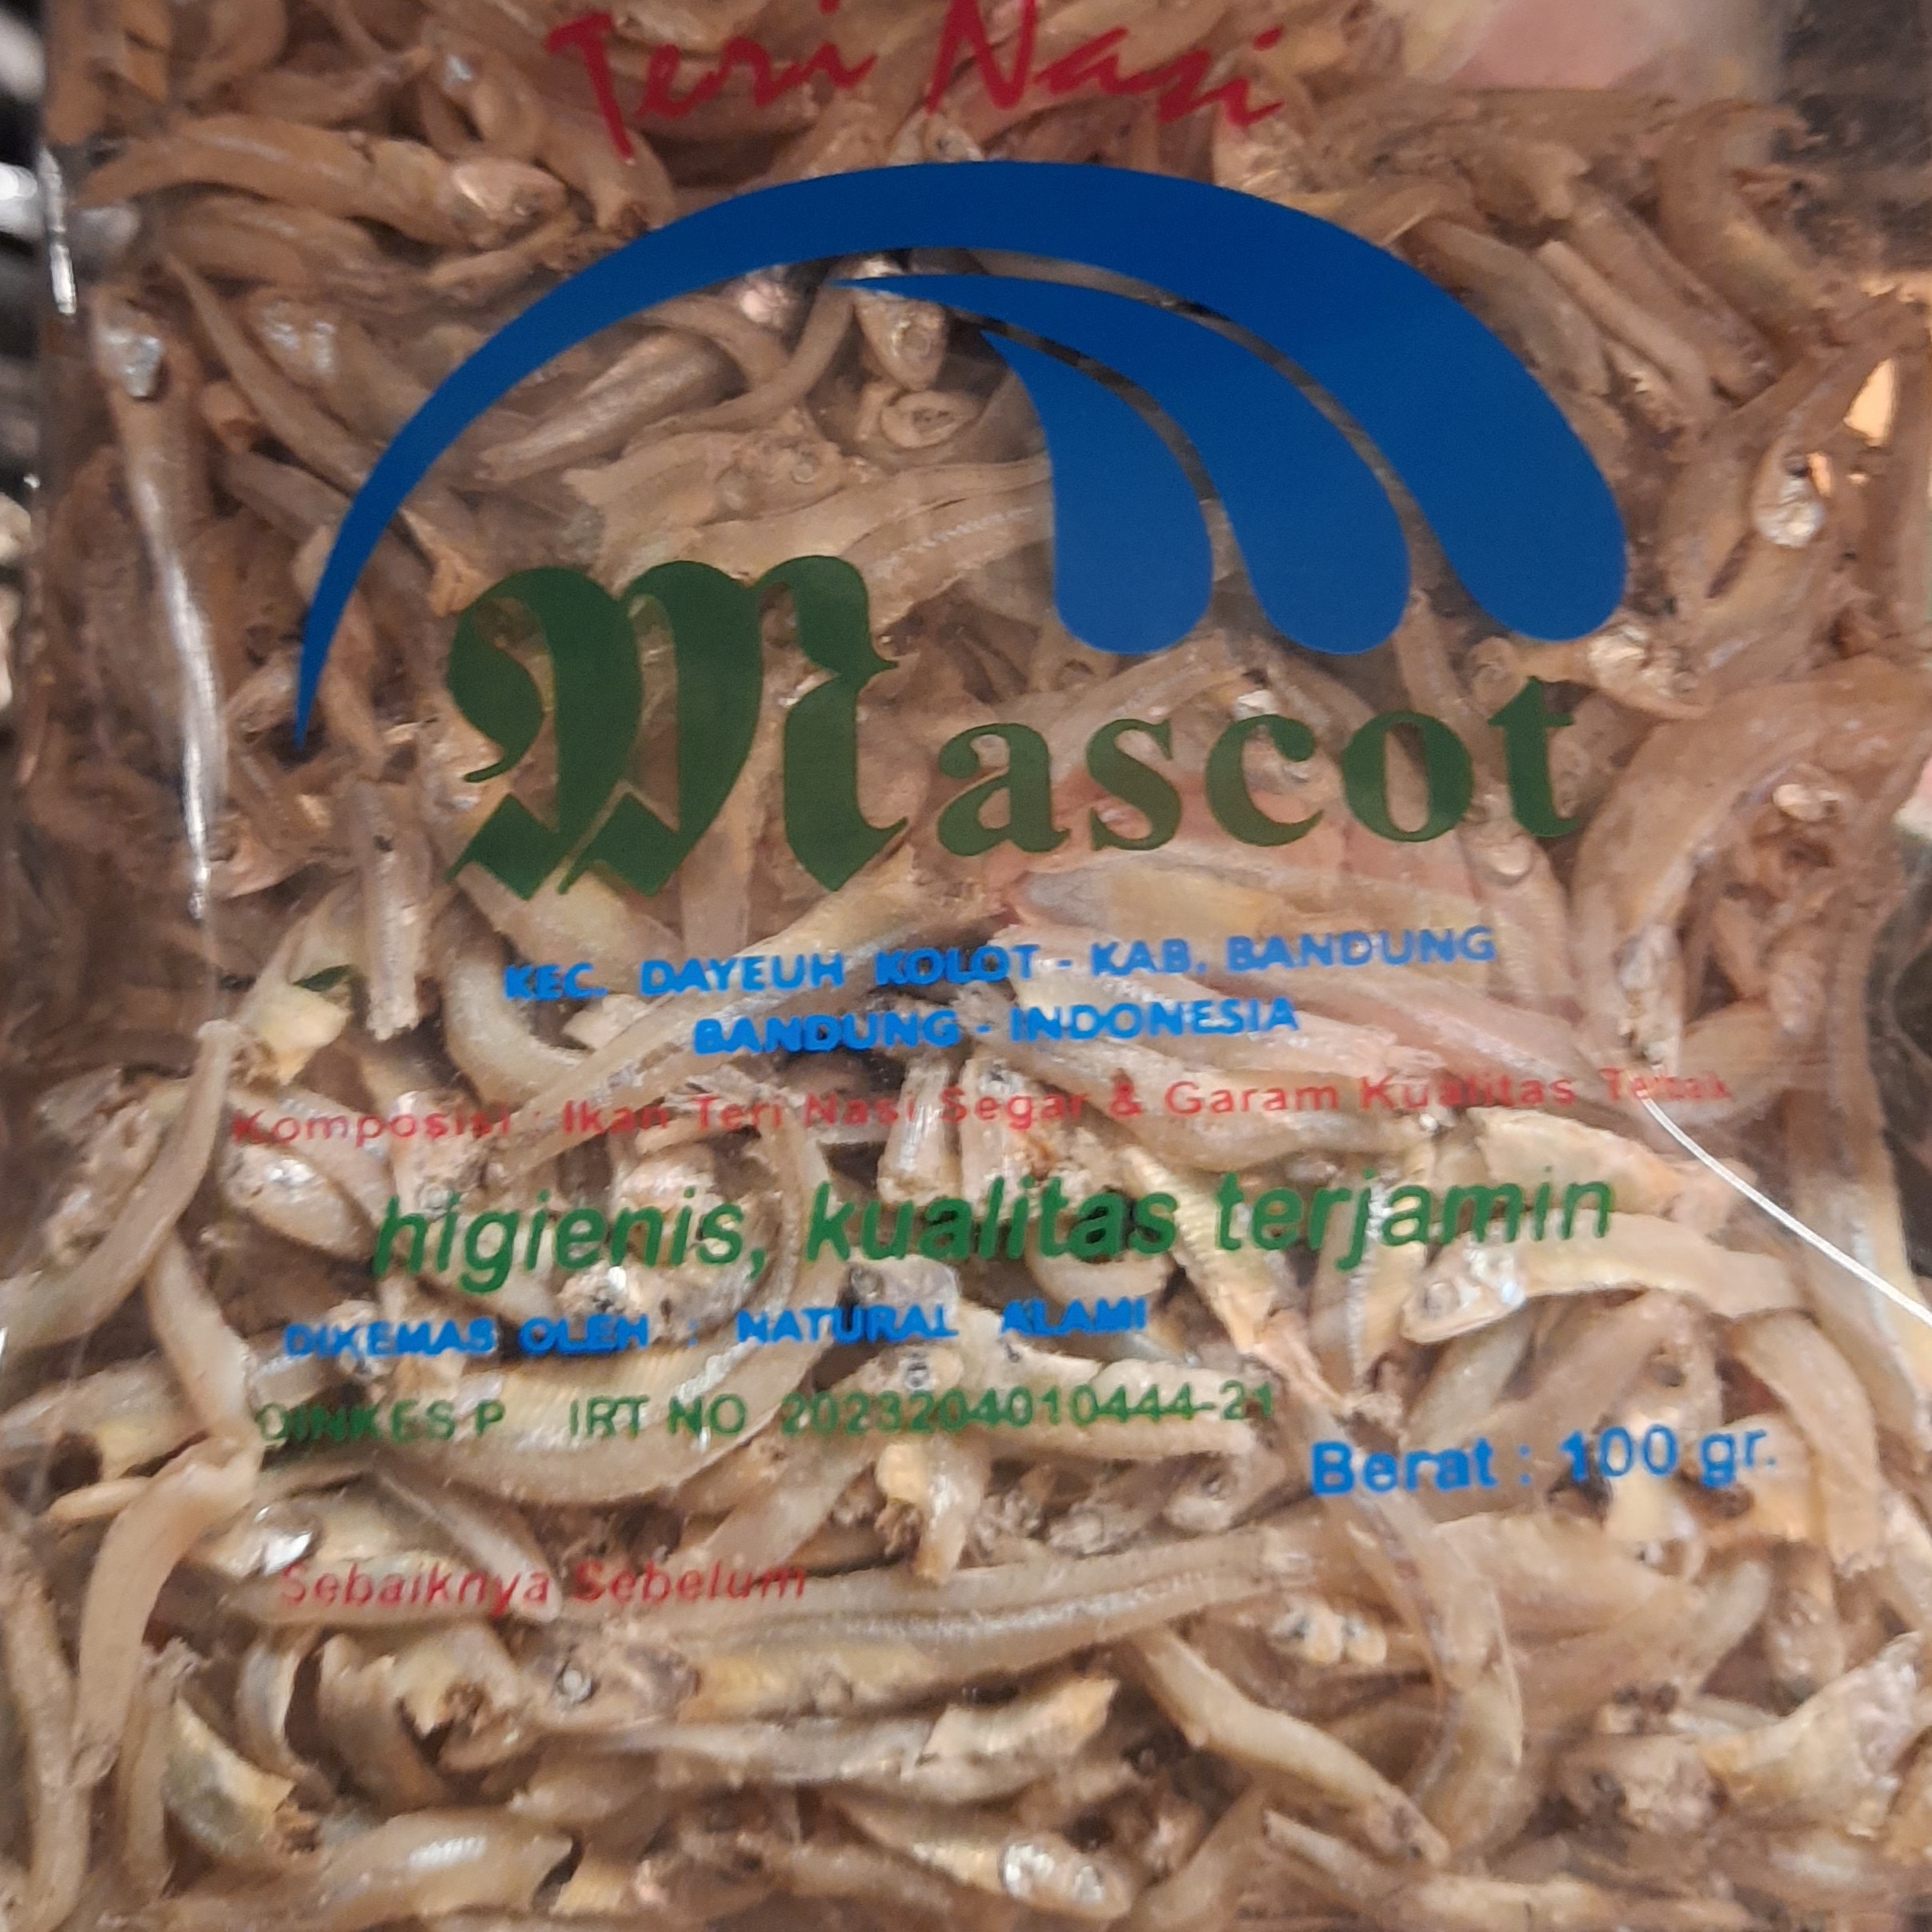 Teri Nasi
Mascot
KEC. DAYEUH KOLOT - KAB. BANDUNG
BANDUNG - INDONESIA
Komposisi : Ikan Teri Nasi Segar & Garam Kualitas Terbaik
higienis, kualitas terjamin
DIKEMAS OLEH : NATURAL ALAMI
DINKES P IRT NO 2023204010444-21
Berat : 100 gr.
Sebaiknya Sebelum